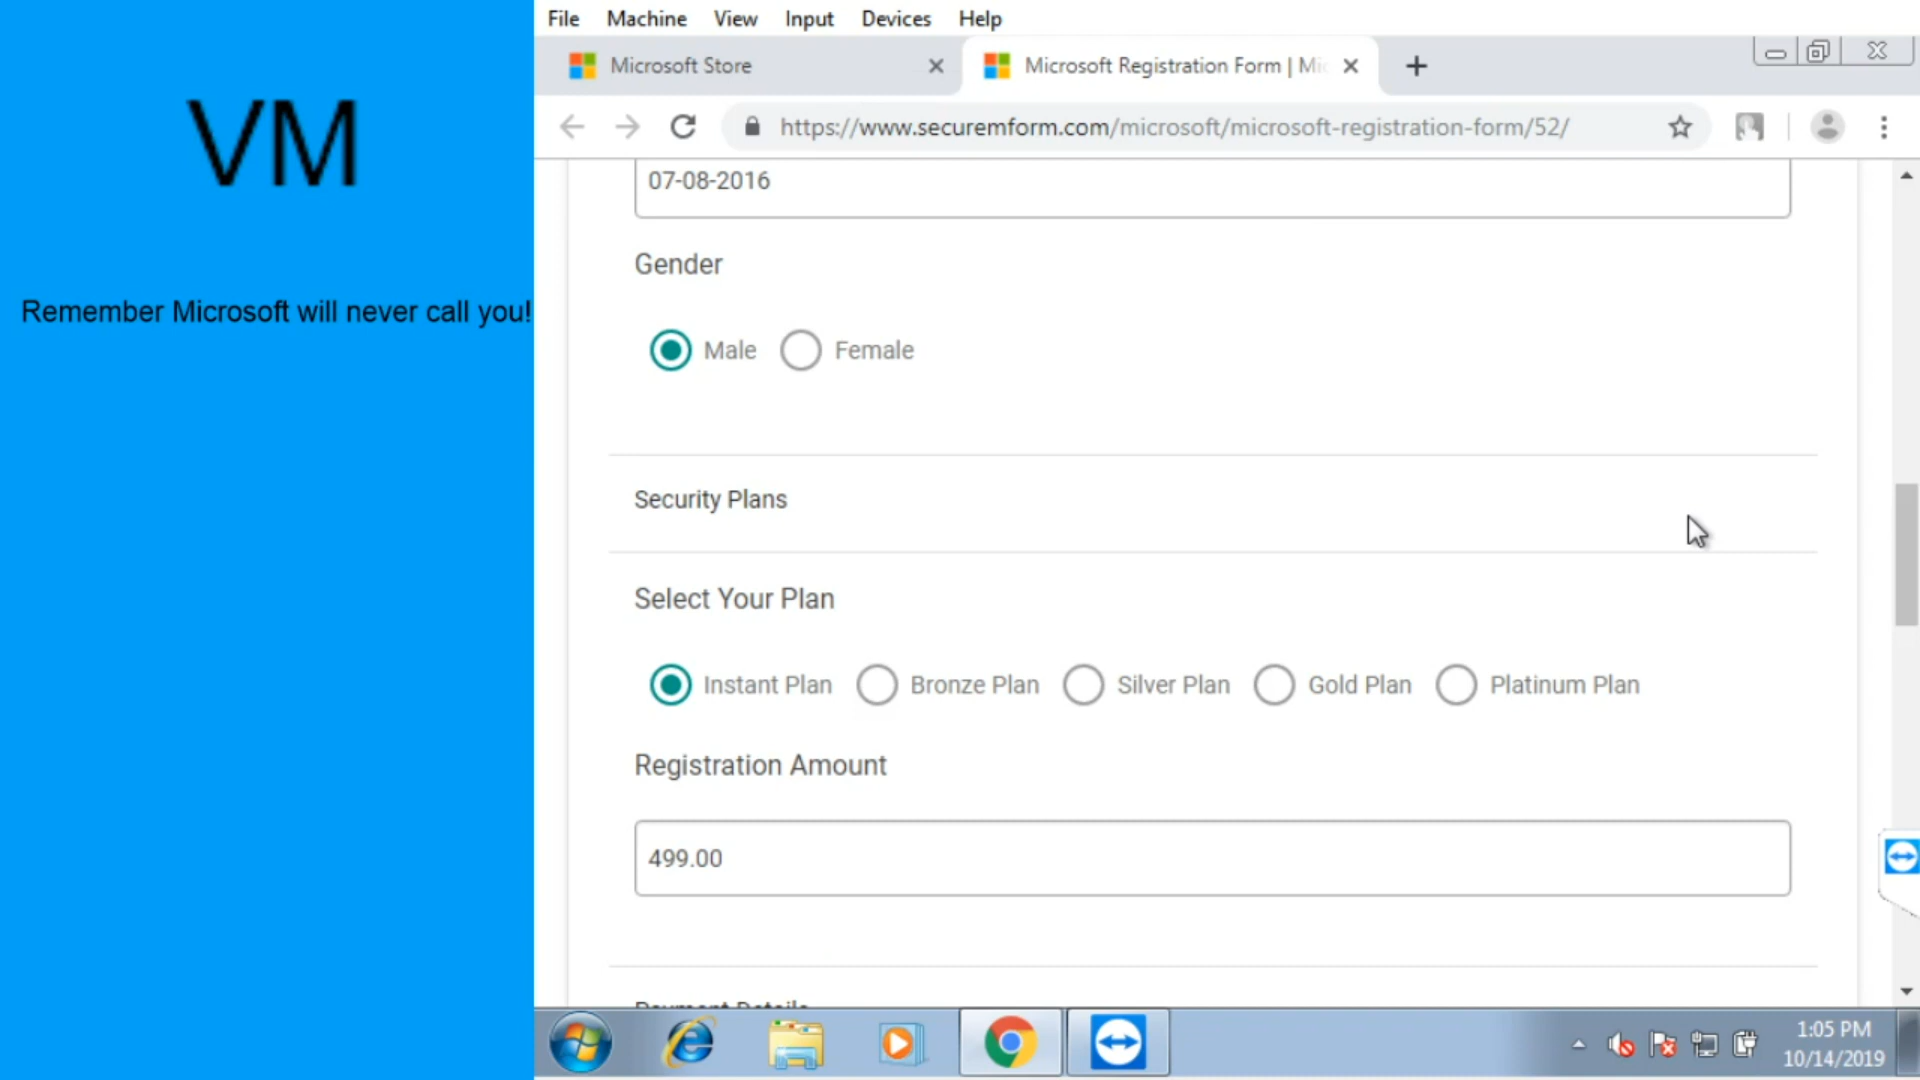 VM
Remember Microsoft will never call you!
File Machine View Input Devices Help
Microsoft Store
Microsoft Registration Form | Mi
https://www.securemform.com/microsoft/microsoft-registration-form/52/
07-08-2016
Gender
Male Female
Security Plans
Select Your Plan
Instant Plan Bronze Plan Silver Plan Gold Plan Platinum Plan
Registration Amount
499.00
Payment Details
1:05 PM
10/14/2019